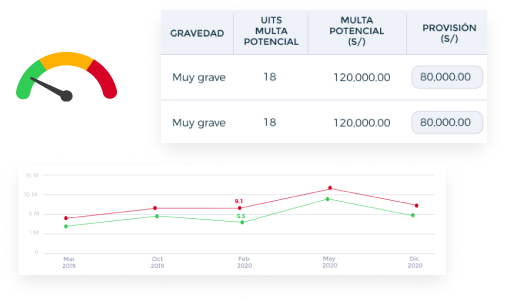 GRAVEDAD UITS MULTA POTENCIAL MULTA POTENCIAL (S/) PROVISIÓN (S/)
Muy grave 18 120,000.00 80,000.00
Muy grave 18 120,000.00 80,000.00
15 M
10 M
5 M
1 M
0
9.1
5.5
Mar 2019 Oct 2019 Feb 2020 May 2020 Dic 2020